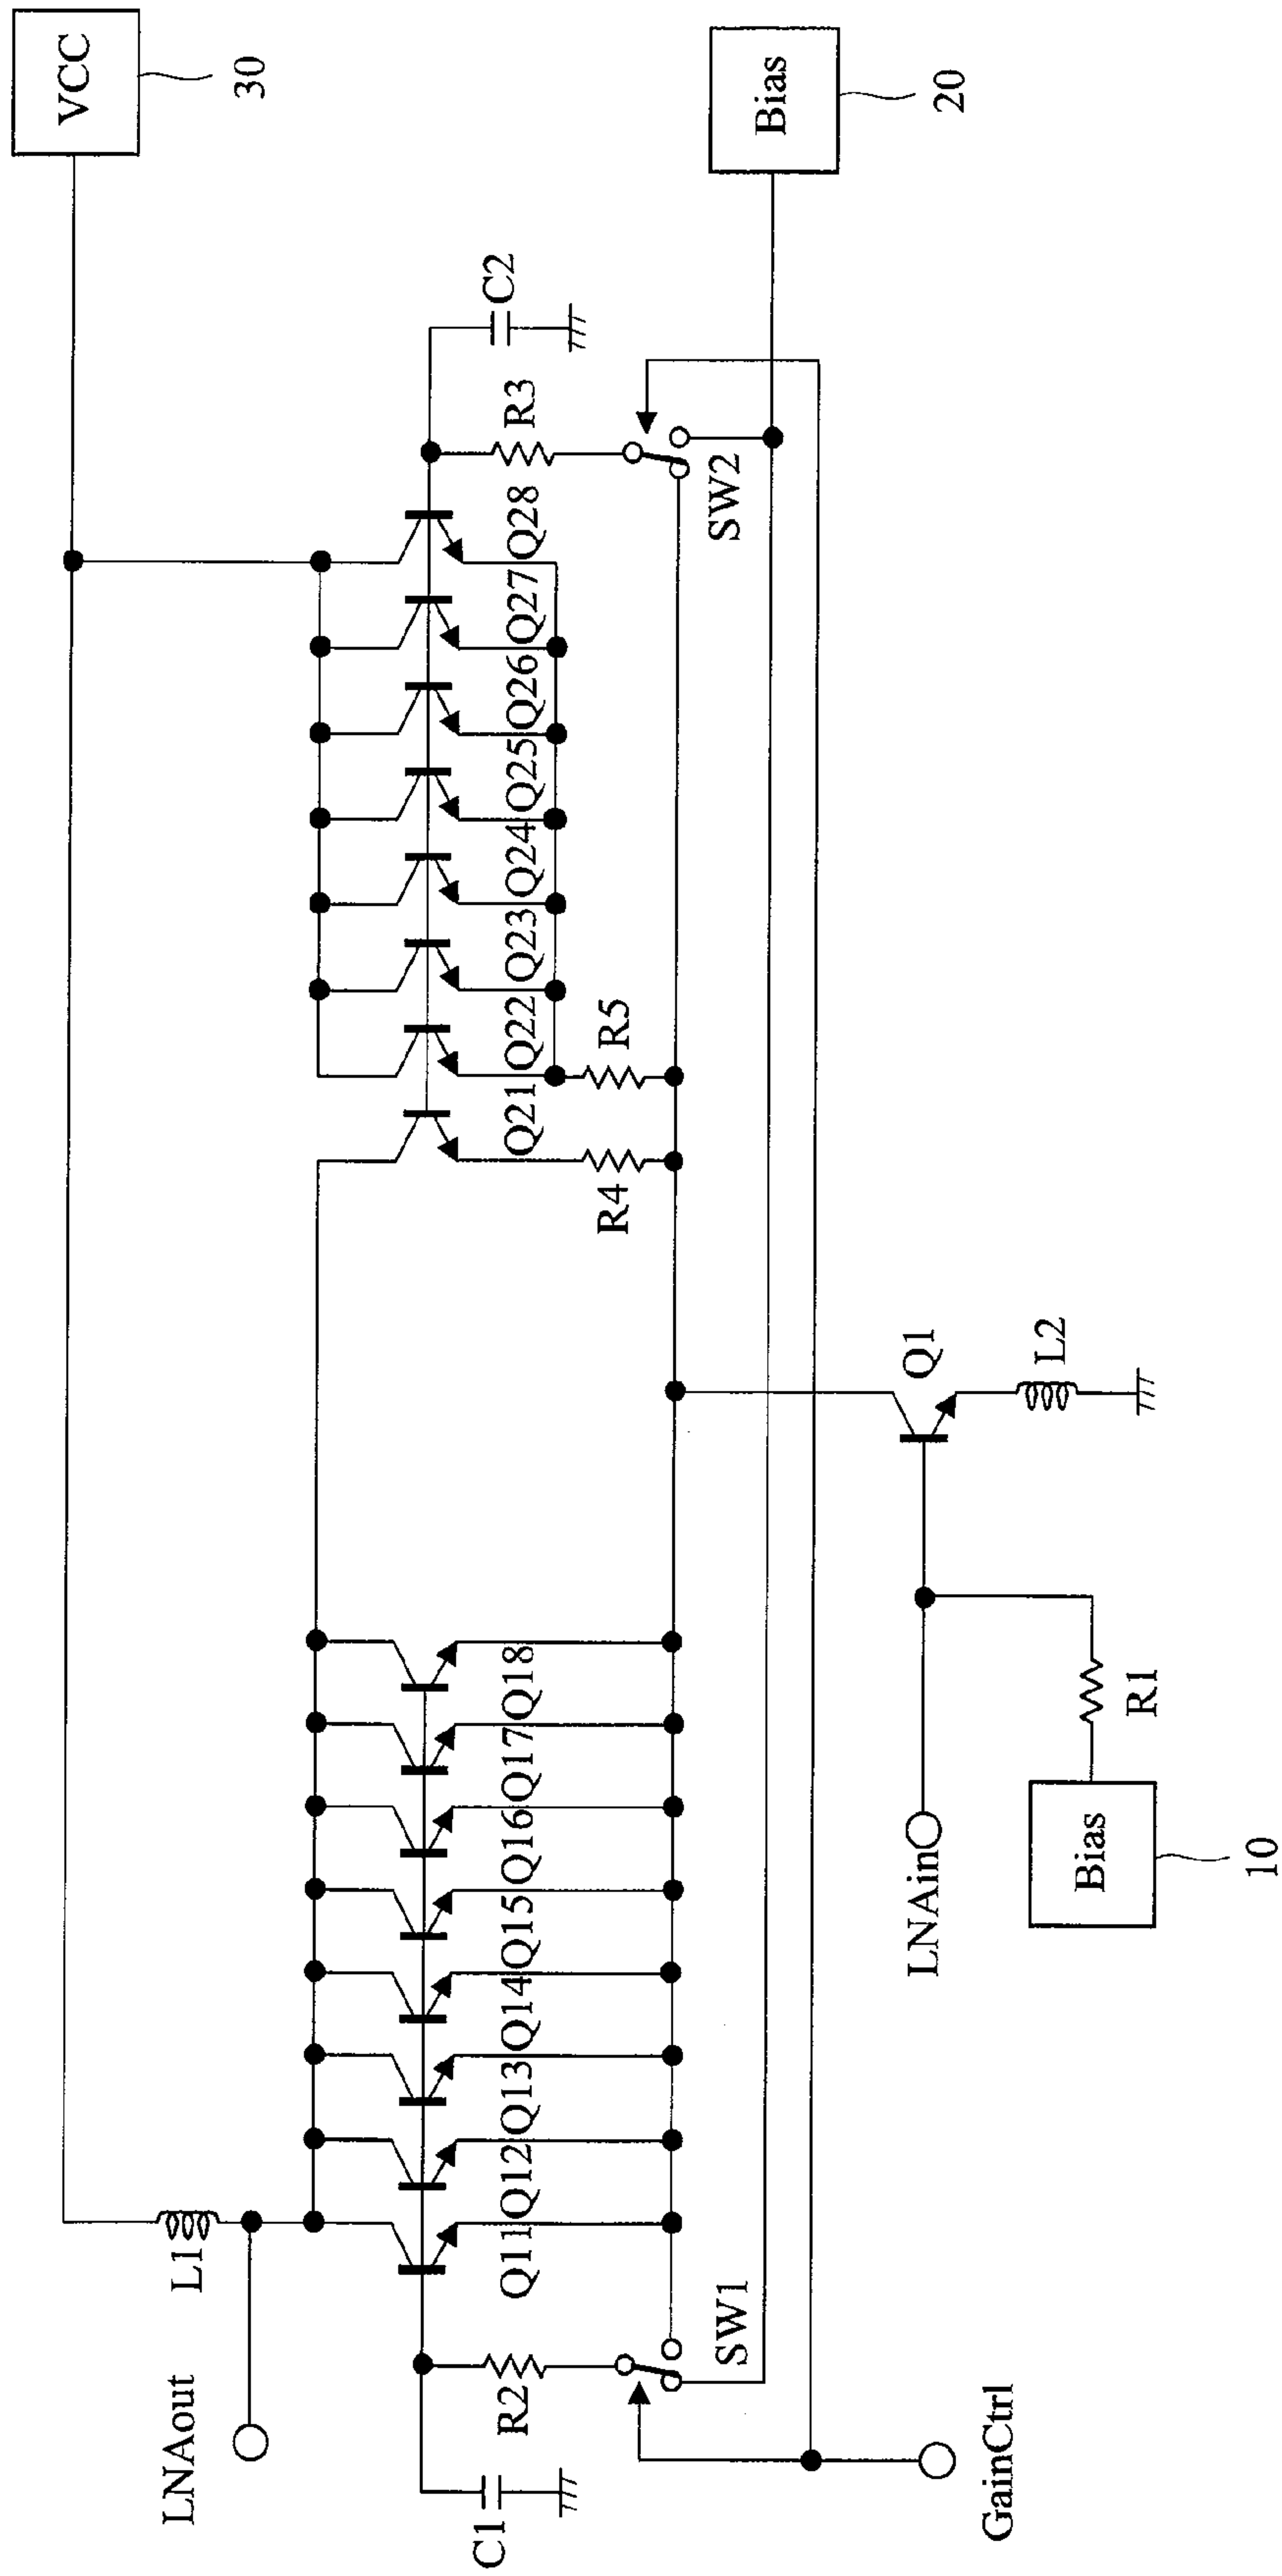 VCC
30
LNAout
L1
C1
R2
SW1
GainCtrl
Q11
Q12
Q13
Q14
Q15
Q16
Q17
Q18
Q21
Q22
Q23
Q24
Q25
Q26
Q27
Q28
R4
R5
R3
C2
SW2
Bias
20
LNAin
Q1
L2
R1
Bias
10